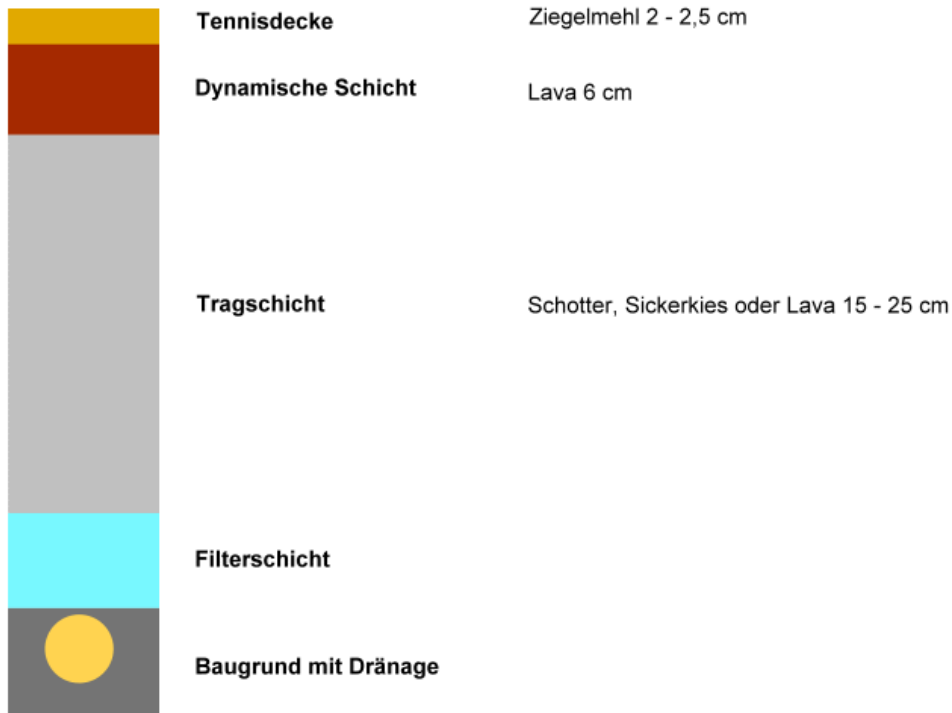 Tennisdecke Ziegelmehl 2 - 2,5 cm
Dynamische Schicht Lava 6 cm
Tragschicht Schotter, Sickerkies oder Lava 15 - 25 cm
Filterschicht
Baugrund mit Dränage